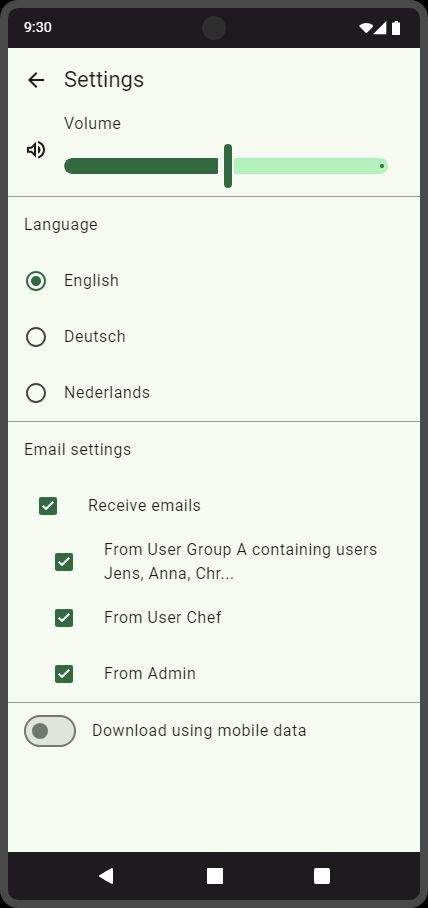 9:30
Settings
Volume
Language
English
Deutsch
Nederlands
Email settings
Receive emails
From User Group A containing users
Jens, Anna, Chr...
From User Chef
From Admin
Download using mobile data